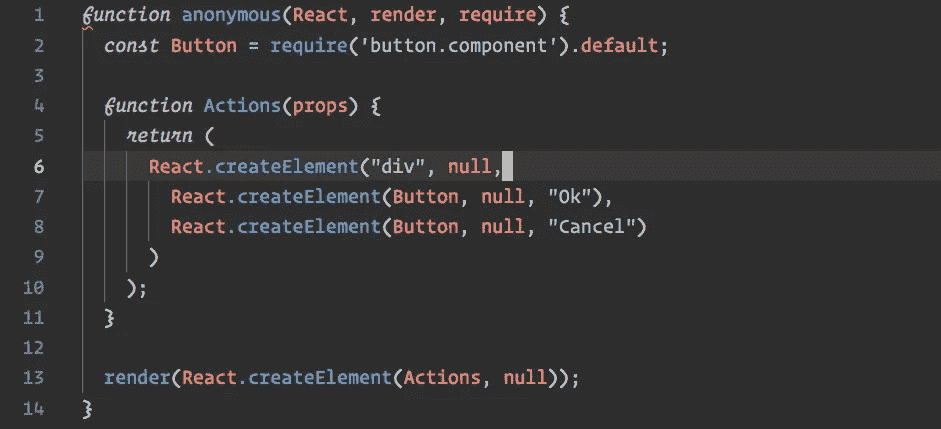 1 function anonymous(React, render, require) {
2 const Button = require('button.component').default;
3
4 function Actions(props) {
5 return (
6 React.createElement("div", null,
7 React.createElement(Button, null, "Ok"),
8 React.createElement(Button, null, "Cancel")
9 )
10 );
11 }
12
13 render(React.createElement(Actions, null));
14 }